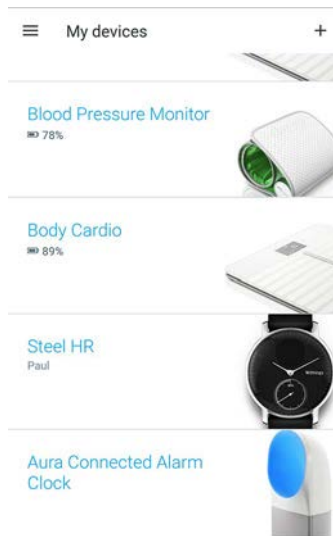 My devices
Blood Pressure Monitor
78%
Body Cardio
89%
Steel HR
Paul
Aura Connected Alarm
Clock